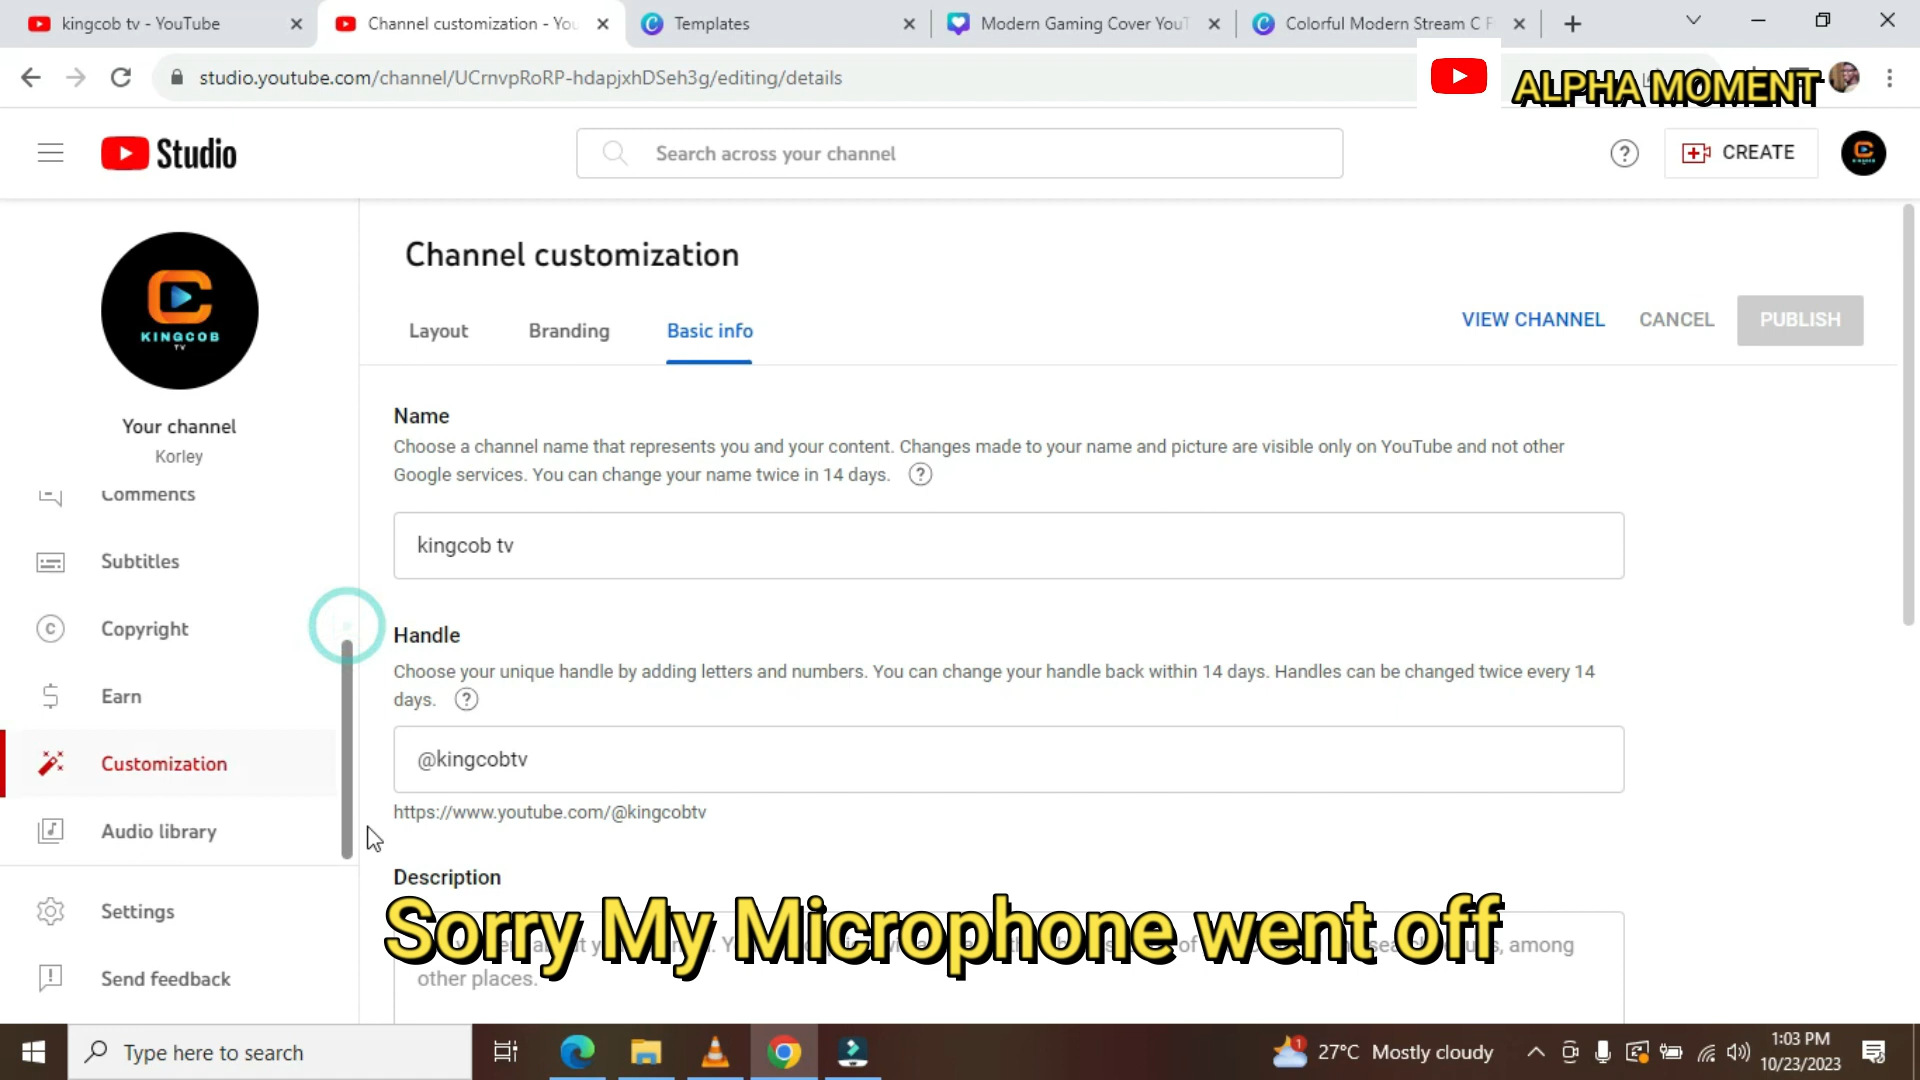 kingcob tv - YouTube
Channel customization - You
Templates
Modern Gaming Cover YouT
Colorful Modern Stream C F
studio.youtube.com/channel/UCrnvpRoRP-hdapjxhDSeh3g/editing/details
ALPHA MOMENT
Studio
Search across your channel
CREATE
KINGCOB
TV
Your channel
Korley
Comments
Subtitles
Copyright
Earn
Customization
Audio library
Settings
Send feedback
Channel customization
Layout
Branding
Basic info
VIEW CHANNEL
CANCEL
PUBLISH
Name
Choose a channel name that represents you and your content. Changes made to your name and picture are visible only on YouTube and not other
Google services. You can change your name twice in 14 days.
kingcob tv
Handle
Choose your unique handle by adding letters and numbers. You can change your handle back within 14 days. Handles can be changed twice every 14
days.
@kingcobtv
https://www.youtube.com/@kingcobtv
Description
Sorry My Microphone went off
of
among
other places.
Type here to search
27°C Mostly cloudy
1:03 PM
10/23/2023